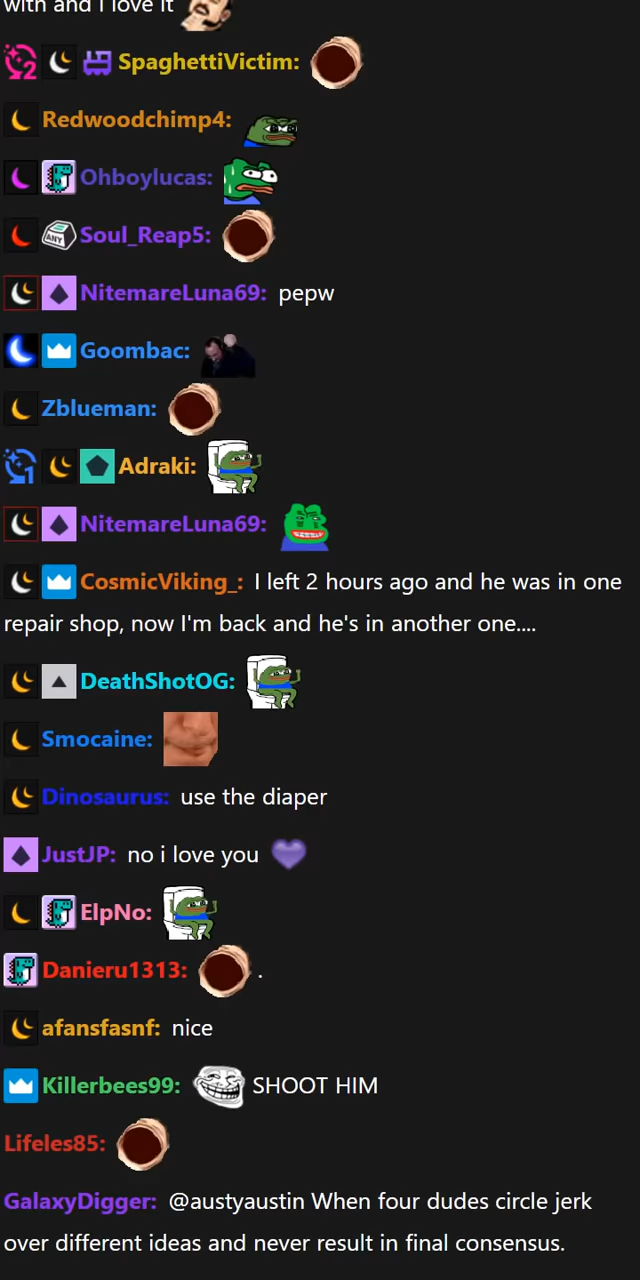 with and I love it
2 SpaghettiVictim:
Redwoodchimp4:
Ohboylucas:
ANY Soul_Reap5:
NitemareLuna69: pepw
Goombac:
Zblueman:
1 Adraki:
NitemareLuna69:
CosmicViking_: I left 2 hours ago and he was in one
repair shop, now I'm back and he's in another one....
DeathShotOG:
Smocaine:
Dinosaurus: use the diaper
JustJP: no i love you
ElpNo:
Danieru1313: .
afansfasnf: nice
Killerbees99: SHOOT HIM
Lifeles85:
GalaxyDigger: @austyaustin When four dudes circle jerk
over different ideas and never result in final consensus.